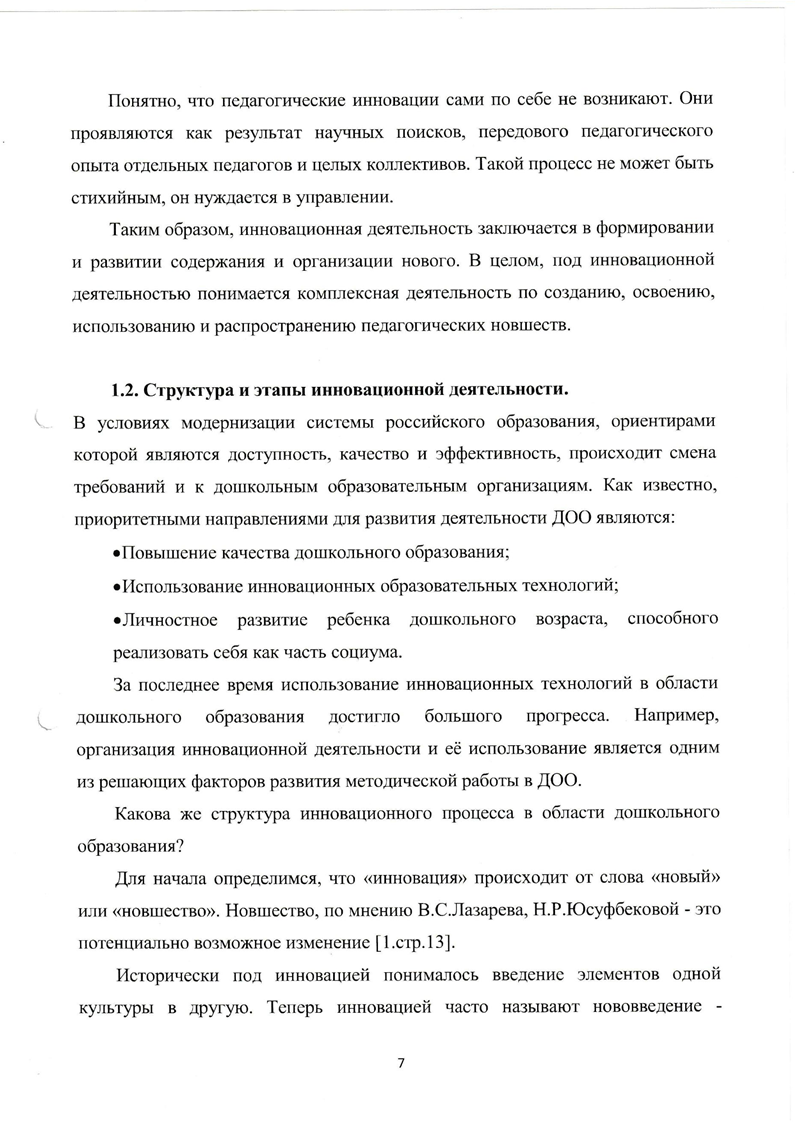 Понятно, что педагогические инновации сами по себе не возникают. Они
проявляются как результат научных поисков, передового педагогического
опыта отдельных педагогов и целых коллективов. Такой процесс не может быть
стихийным, он нуждается в управлении.
Таким образом, инновационная деятельность заключается в формировании
и развитии содержания и организации нового. В целом, под инновационной
деятельностью понимается комплексная деятельность по созданию, освоению,
использованию и распространению педагогических новшеств.
1.2. Структура и этапы инновационной деятельности.
В условиях модернизации системы российского образования, ориентирами
которой являются доступность, качество и эффективность, происходит смена
требований и к дошкольным образовательным организациям. Как известно,
приоритетными направлениями для развития деятельности ДОО являются:
•Повышение качества дошкольного образования;
•Использование инновационных образовательных технологий;
•Личностное развитие ребенка дошкольного возраста, способного
реализовать себя как часть социума.
За последнее время использование инновационных технологий в области
дошкольного образования достигло большого прогресса. Например,
организация инновационной деятельности и её использование является одним
из решающих факторов развития методической работы в ДОО.
Какова же структура инновационного процесса в области дошкольного
образования?
Для начала определимся, что «инновация» происходит от слова «новый»
или «новшество». Новшество, по мнению В.С.Лазарева, Н.Р.Юсуфбековой - это
потенциально возможное изменение [1.стр.13].
Исторически под инновацией понималось введение элементов одной
культуры в другую. Теперь инновацией часто называют нововведение -
7